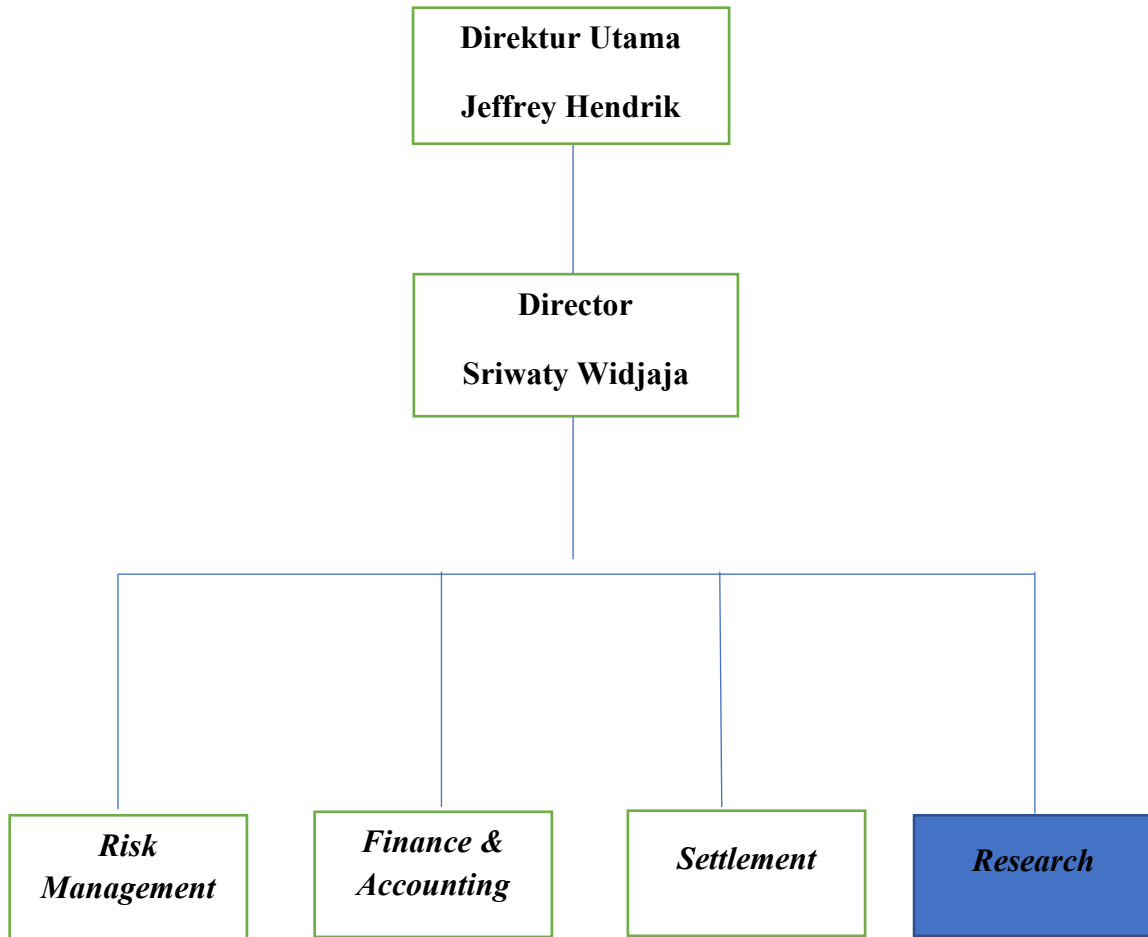 Direktur Utama
Jeffrey Hendrik
Director
Sriwaty Widjaja
Risk
Management
Finance &
Accounting
Settlement
Research